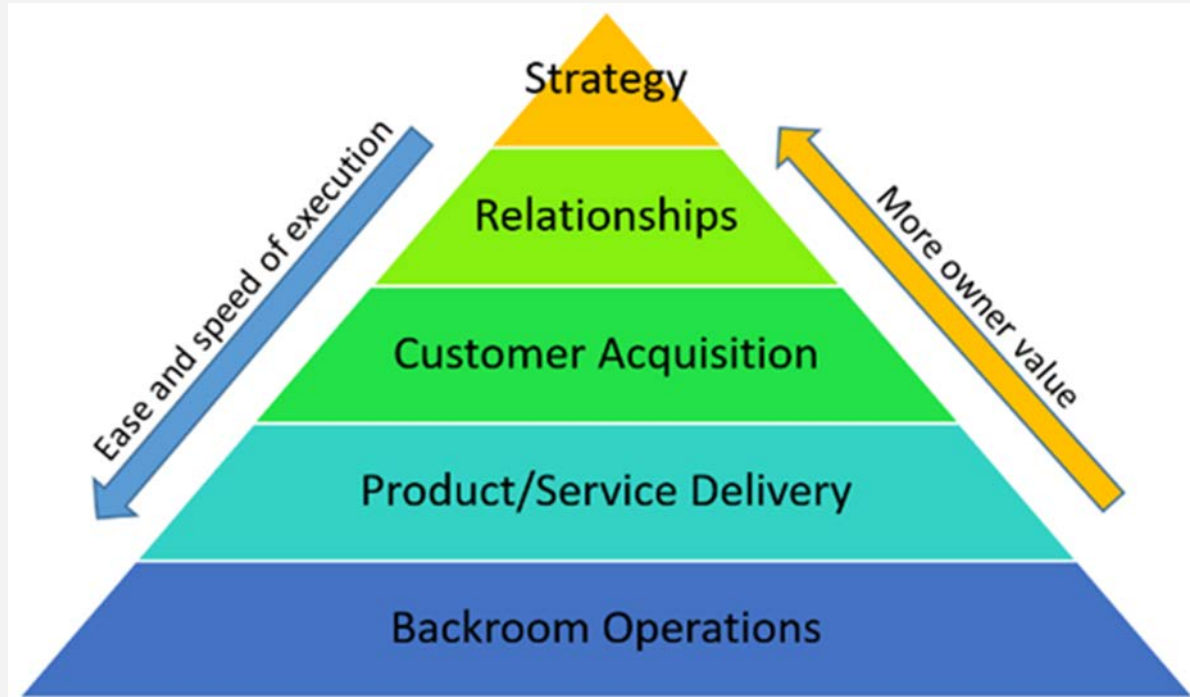 Strategy
Ease and speed of execution
More owner value
Relationships
Customer Acquisition
Product/Service Delivery
Backroom Operations